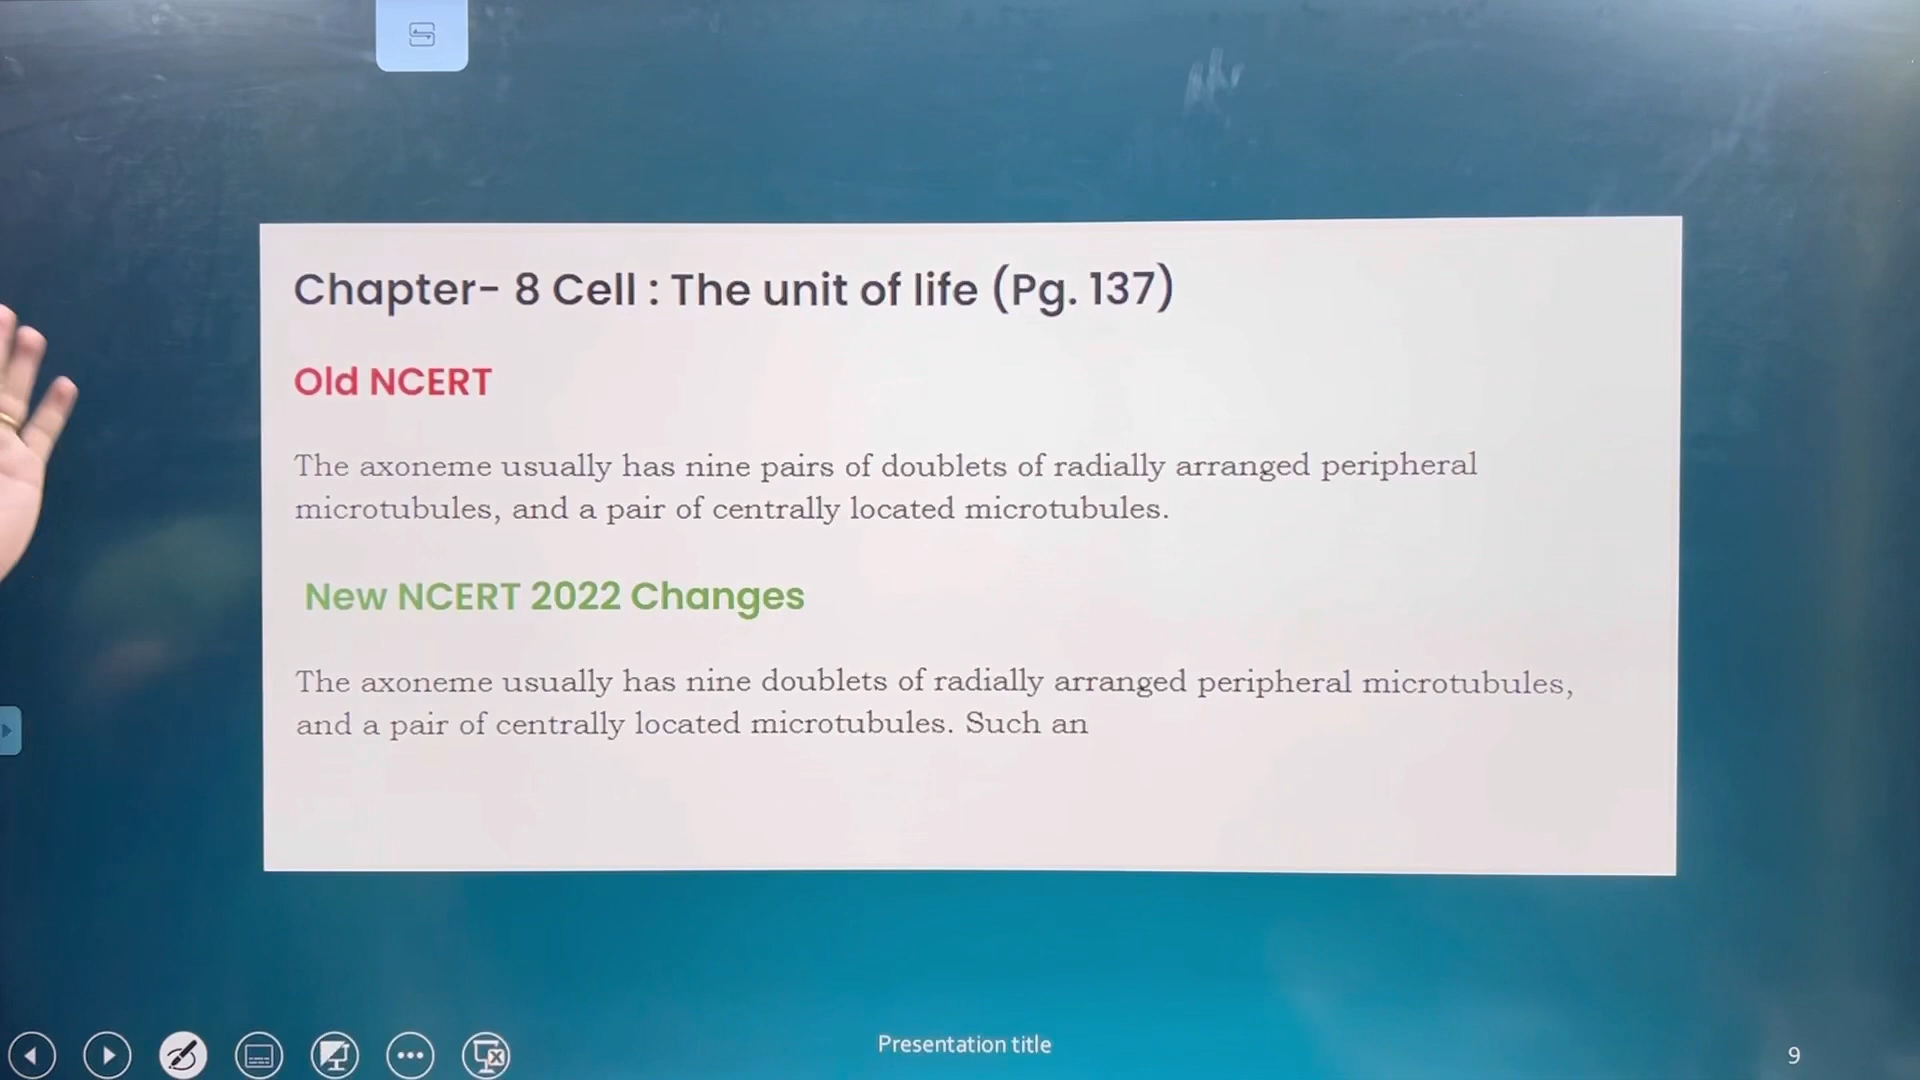 Chapter- 8 Cell : The unit of life (Pg. 137)
Old NCERT
The axoneme usually has nine pairs of doublets of radially arranged peripheral
microtubules, and a pair of centrally located microtubules.
New NCERT 2022 Changes
The axoneme usually has nine doublets of radially arranged peripheral microtubules,
and a pair of centrally located microtubules. Such an
Presentation title
9